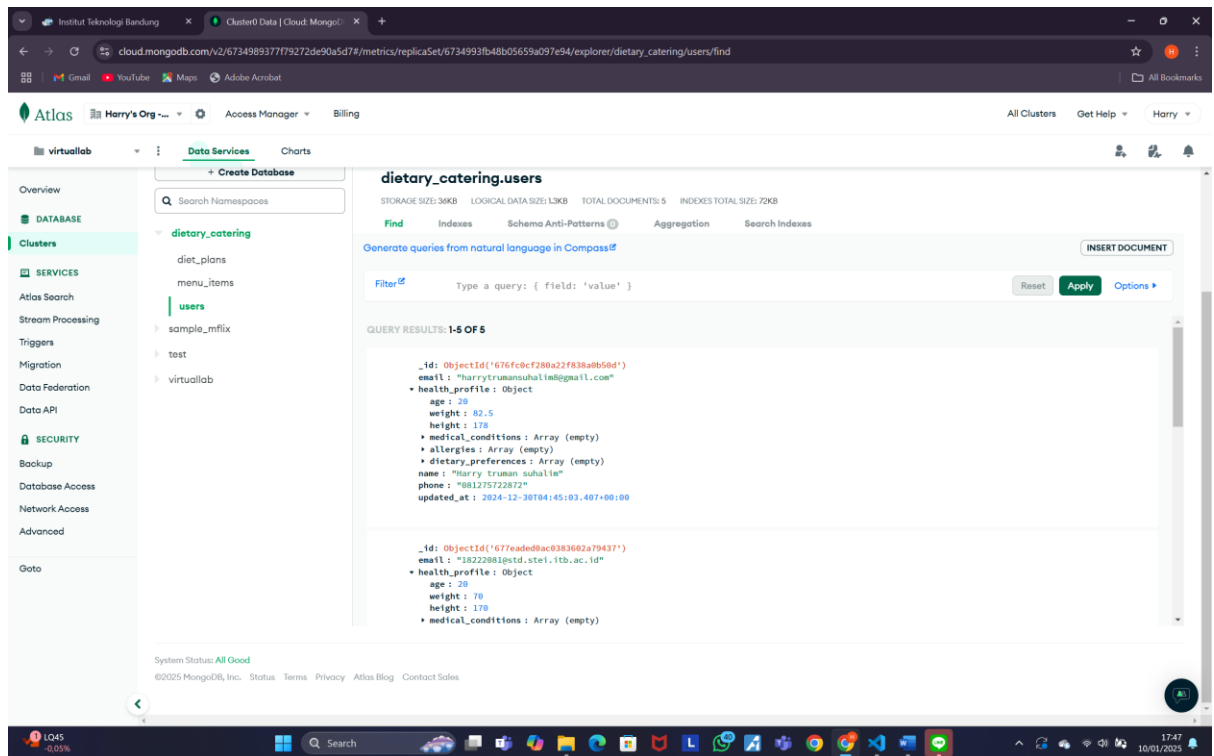 Institut Teknologi Bandung
Cluster0 Data | Cloud: MongoD
cloud.mongodb.com/v2/6734989377f79272de90a5d7#/metrics/replicaSet/6734993fb48b05659a097e94/explorer/dietary_catering/users/find
H
Gmail YouTube Maps Adobe Acrobat
All Bookmarks
Atlas
Harry's Org -...
Access Manager
Billing
All Clusters
Get Help
Harry
virtuallab
Data Services
Charts
Overview
DATABASE
Clusters
SERVICES
Atlas Search
Stream Processing
Triggers
Migration
Data Federation
Data API
SECURITY
Backup
Database Access
Network Access
Advanced
Goto
+ Create Database
Search Namespaces
dietary_catering
diet_plans
menu_items
users
sample_mflix
test
virtuallab
dietary_catering.users
STORAGE SIZE: 36KB LOGICAL DATA SIZE: 1.3KB TOTAL DOCUMENTS: 5 INDEXES TOTAL SIZE: 72KB
Find Indexes Schema Anti-Patterns 0 Aggregation Search Indexes
Generate queries from natural language in Compass
INSERT DOCUMENT
Filter
Type a query: { field: 'value' }
Reset
Apply
Options
QUERY RESULTS: 1-5 OF 5
_id: ObjectId('676fc0cf280a22f838a0b50d')
email : "harrytrumansuhalim8@gmail.com"
health_profile : Object
age : 20
weight : 82.5
height : 178
medical_conditions : Array (empty)
allergies : Array (empty)
dietary_preferences : Array (empty)
name : "Harry truman suhalim"
phone : "081275722872"
updated_at : 2024-12-30T04:45:03.407+00:00
_id: ObjectId('677eaded0ac0383602a79437')
email : "18222081@std.stei.itb.ac.id"
health_profile : Object
age : 20
weight : 70
height : 170
medical_conditions : Array (empty)
System Status: All Good
©2025 MongoDB, Inc. Status Terms Privacy Atlas Blog Contact Sales
1
LQ45
-0,05%
Search
L
17:47
10/01/2025